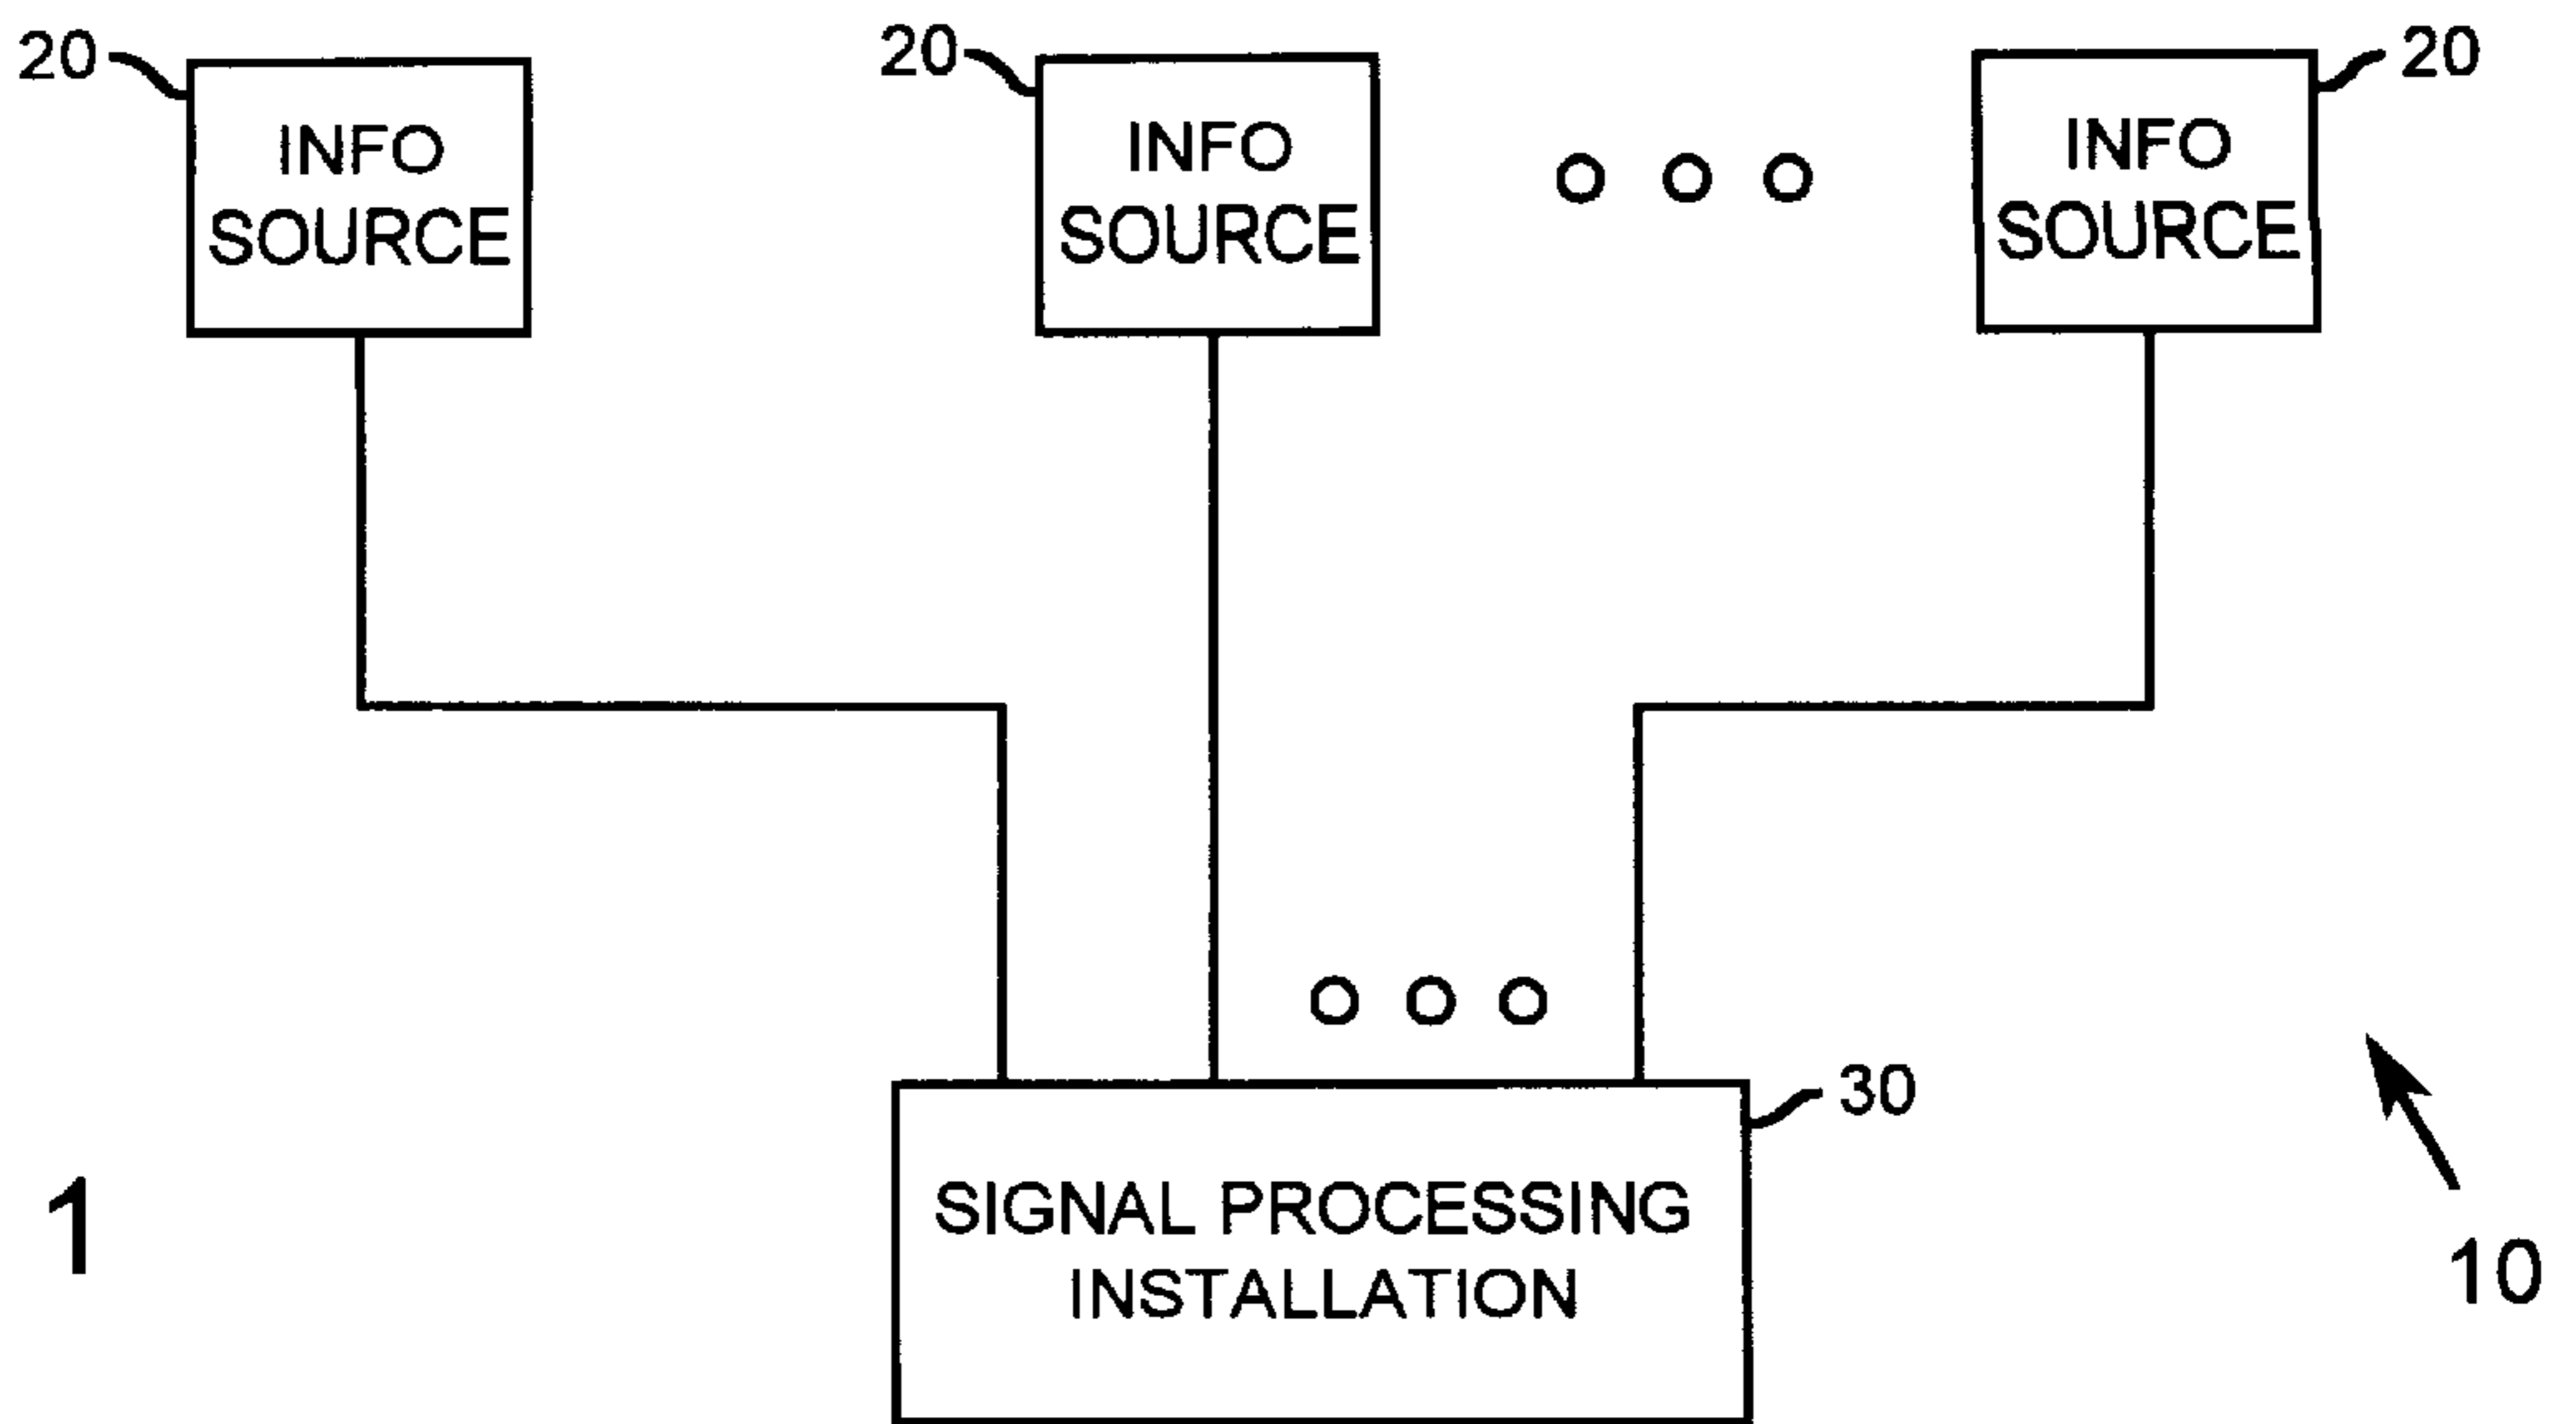 20
20
20
INFO
SOURCE
INFO
SOURCE
INFO
SOURCE
30
SIGNAL PROCESSING
INSTALLATION
1
10